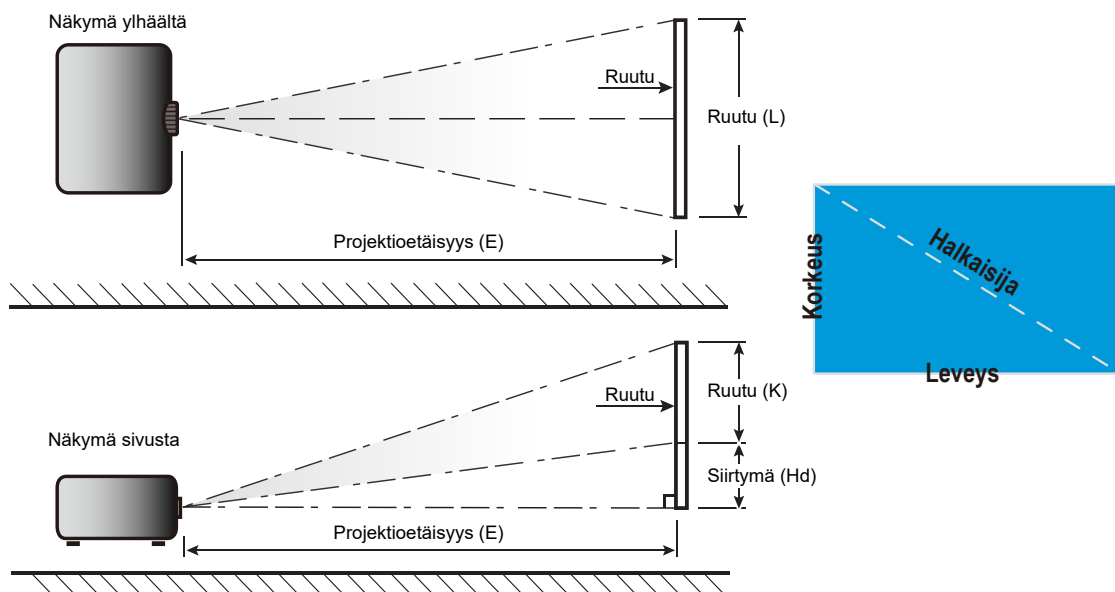 Näkymä ylhäältä
Ruutu
Ruutu (L)
Projektioetäisyys (E)
Korkeus
Halkaisija
Leveys
Näkymä sivusta
Ruutu
Ruutu (K)
Siirtymä (Hd)
Projektioetäisyys (E)